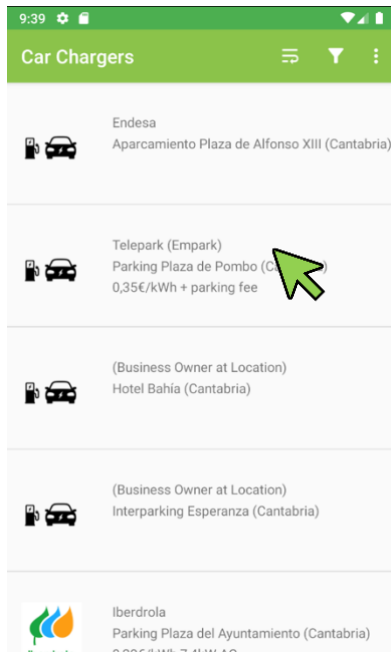 9:39
Car Chargers
Endesa
Aparcamiento Plaza de Alfonso XIII (Cantabria)
Telepark (Empark)
Parking Plaza de Pombo
0,35€/kWh + parking fee
(Business Owner at Location)
Hotel Bahía (Cantabria)
(Business Owner at Location)
Interparking Esperanza (Cantabria)
Iberdrola
Parking Plaza del Ayuntamiento (Cantabria)